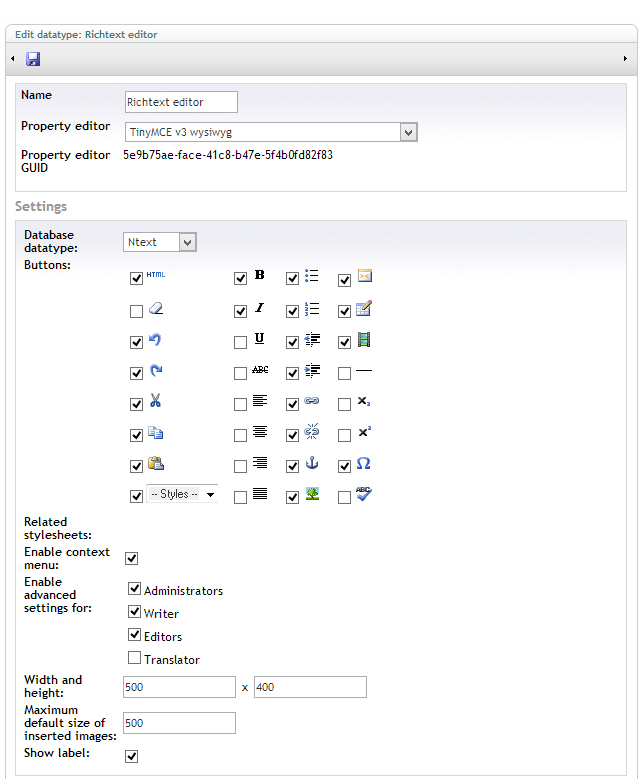 Edit datatype: Richtext editor
Name
Richtext editor
Property editor
TinyMCE v3 wysiwyg
Property editor
GUID
5e9b75ae-face-41c8-b47e-5f4b0fd82f83
Settings
Database
datatype:
Ntext
Buttons:
HTML
B
I
U
ABC
x₂
x²
Ω
-- Styles --
ABC
Related
stylesheets:
Enable context
menu:
Enable
advanced
settings for:
Administrators
Writer
Editors
Translator
Width and
height:
500 x 400
Maximum
default size of
inserted images:
500
Show label: